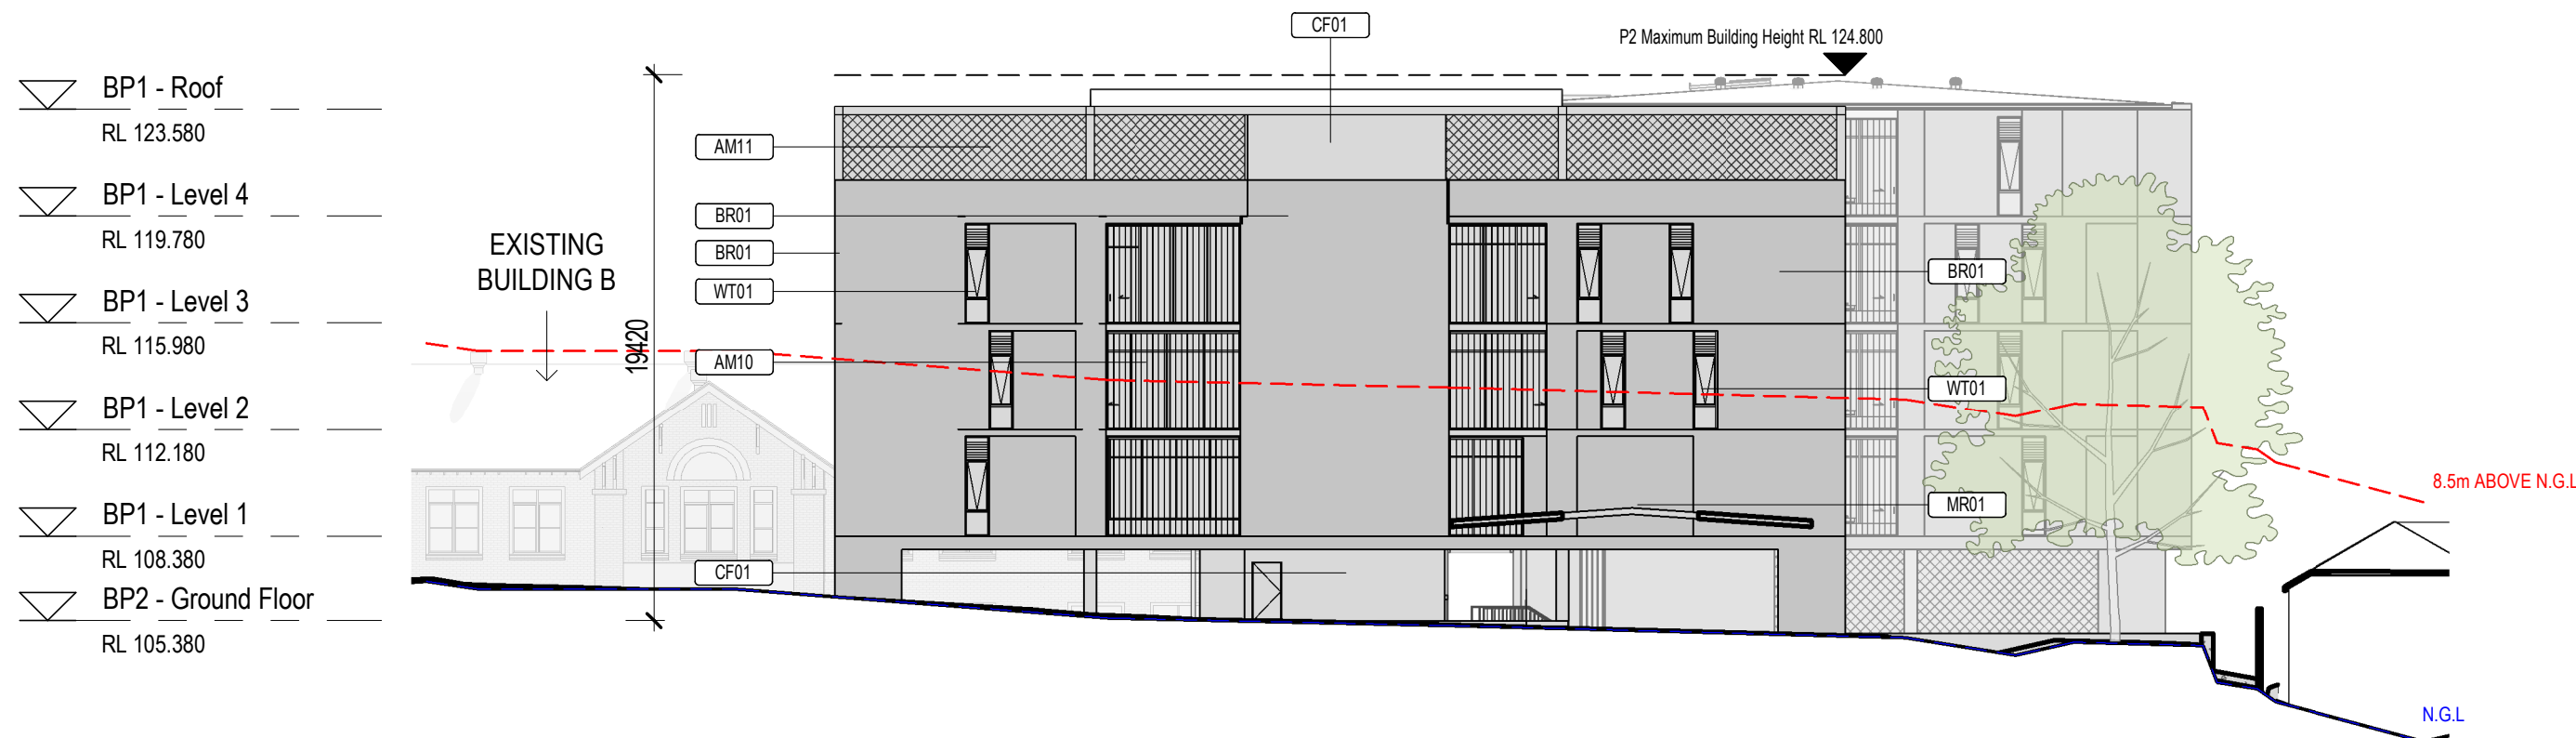 CF01
P2 Maximum Building Height RL 124.800
BP1 - Roof
RL 123.580
AM11
BP1 - Level 4
RL 119.780
BR01
EXISTING
BUILDING B
BR01
BR01
WT01
BP1 - Level 3
RL 115.980
19420
AM10
WT01
BP1 - Level 2
RL 112.180
8.5m ABOVE N.G.L
MR01
BP1 - Level 1
RL 108.380
CF01
BP2 - Ground Floor
RL 105.380
N.G.L